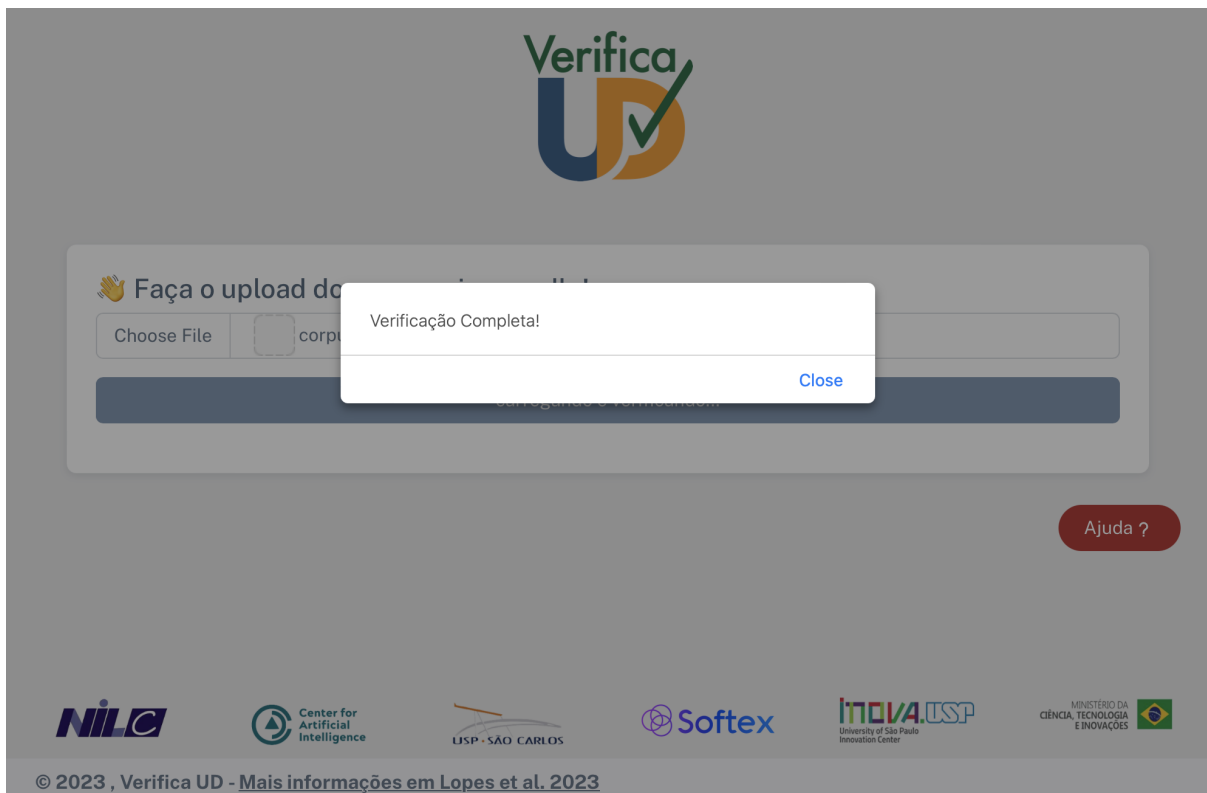 Verifica
UD
👋 Faça o upload do
Choose File
corpu
Verificação Completa!
Close
Ajuda ?
NILC
Center for
Artificial
Intelligence
USP - SÃO CARLOS
Softex
INOVA.USP
University of São Paulo
Innovation Center
MINISTÉRIO DA
CIÊNCIA, TECNOLOGIA
E INOVAÇÕES
© 2023 , Verifica UD - Mais informações em Lopes et al. 2023